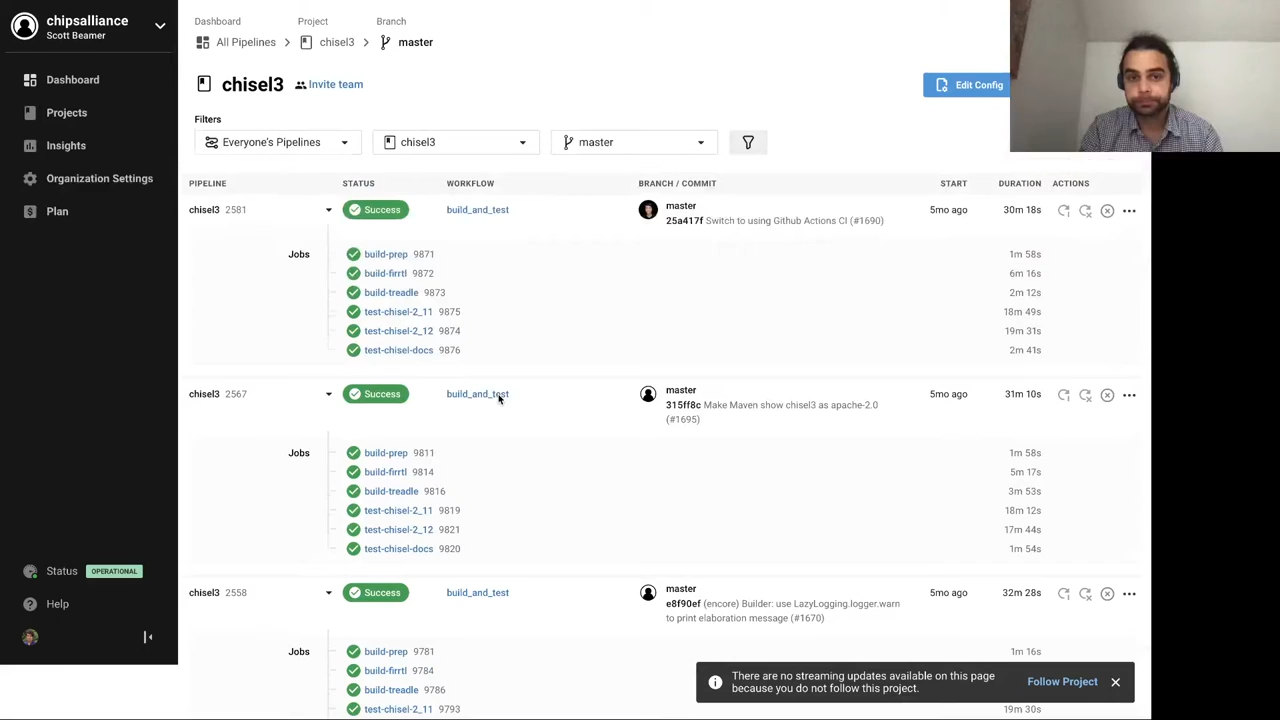 chipsalliance
Scott Beamer
Dashboard
Projects
Insights
Organization Settings
Plan
Status OPERATIONAL
Help
Dashboard Project Branch
All Pipelines chisel3 master
chisel3 Invite team
Edit Config
Filters
Everyone's Pipelines chisel3 master
PIPELINE STATUS WORKFLOW BRANCH / COMMIT START DURATION ACTIONS
chisel3 2581 Success build_and_test master 5mo ago 30m 18s
25a417f Switch to using Github Actions CI (#1690)
Jobs build-prep 9871 1m 58s
build-firrtl 9872 6m 16s
build-treadle 9873 2m 12s
test-chisel-2_11 9875 18m 49s
test-chisel-2_12 9874 19m 31s
test-chisel-docs 9876 2m 41s
chisel3 2567 Success build_and_test master 5mo ago 31m 10s
315ff8c Make Maven show chisel3 as apache-2.0
(#1695)
Jobs build-prep 9811 1m 58s
build-firrtl 9814 5m 17s
build-treadle 9816 3m 53s
test-chisel-2_11 9819 18m 12s
test-chisel-2_12 9821 17m 44s
test-chisel-docs 9820 1m 54s
chisel3 2558 Success build_and_test master 5mo ago 32m 28s
e8f90ef (encore) Builder: use LazyLogging.logger.warn
to print elaboration message (#1670)
Jobs build-prep 9781 1m 16s
build-firrtl 9784
build-treadle 9786
test-chisel-2_11 9793 19m 30s
There are no streaming updates available on this page
because you do not follow this project.
Follow Project